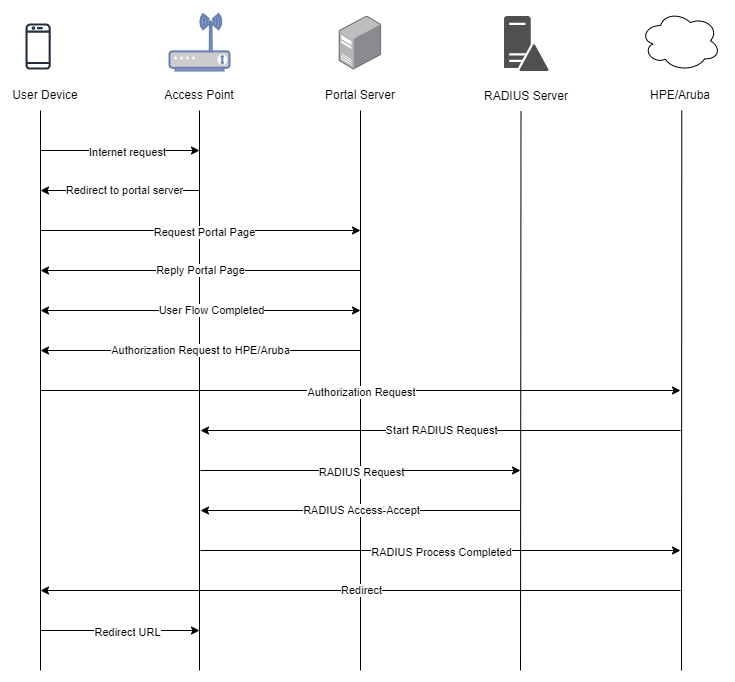 User Device
Access Point
Portal Server
RADIUS Server
HPE/Aruba
Internet request
Redirect to portal server
Request Portal Page
Reply Portal Page
User Flow Completed
Authorization Request to HPE/Aruba
Authorization Request
Start RADIUS Request
RADIUS Request
RADIUS Access-Accept
RADIUS Process Completed
Redirect
Redirect URL